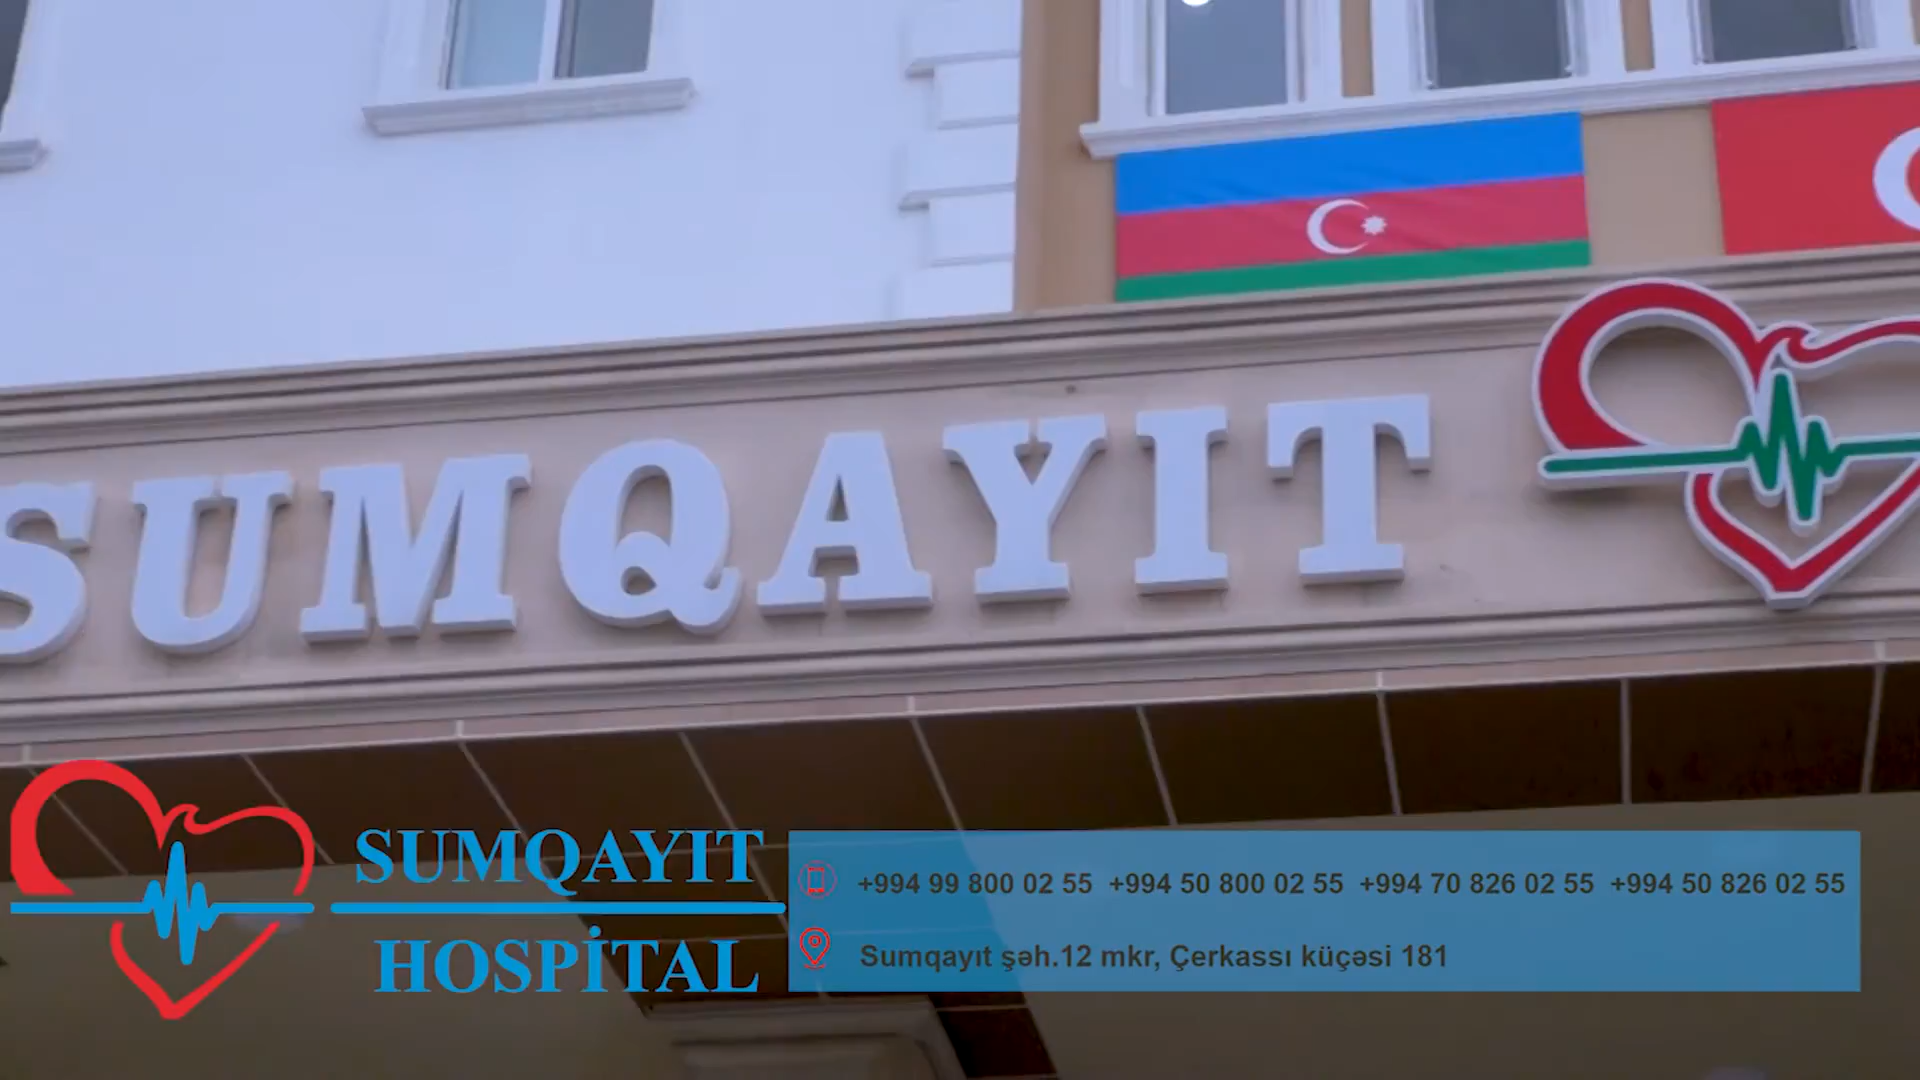 SUMQAYIT
SUMQAYIT
HOSPİTAL
+994 99 800 02 55 +994 50 800 02 55 +994 70 826 02 55 +994 50 826 02 55
Sumqayıt şəh.12 mkr, Çerkassı küçəsi 181